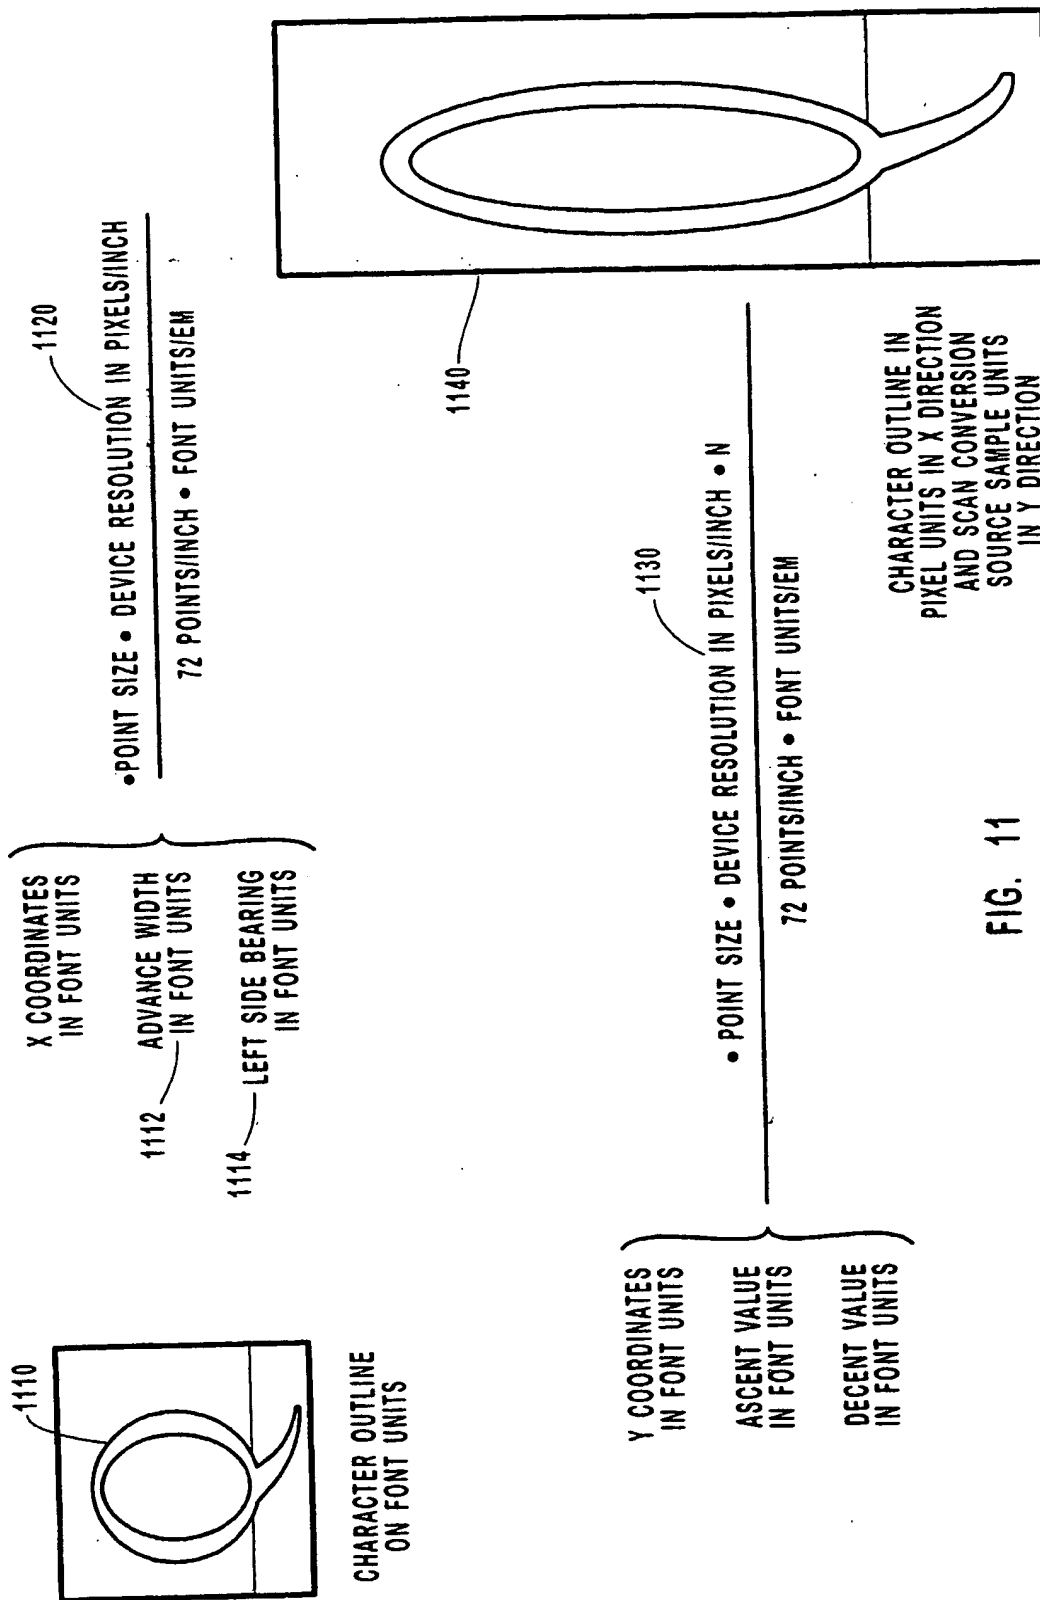 1110
CHARACTER OUTLINE
ON FONT UNITS
X COORDINATES
IN FONT UNITS
ADVANCE WIDTH
IN FONT UNITS
1112
1114
LEFT SIDE BEARING
IN FONT UNITS
1120
•POINT SIZE • DEVICE RESOLUTION IN PIXELS/INCH
72 POINTS/INCH • FONT UNITS/EM
Y COORDINATES
IN FONT UNITS
ASCENT VALUE
IN FONT UNITS
DECENT VALUE
IN FONT UNITS
1130
• POINT SIZE • DEVICE RESOLUTION IN PIXELS/INCH • N
72 POINTS/INCH • FONT UNITS/EM
1140
CHARACTER OUTLINE IN
PIXEL UNITS IN X DIRECTION
AND SCAN CONVERSION
SOURCE SAMPLE UNITS
IN Y DIRECTION
FIG. 11